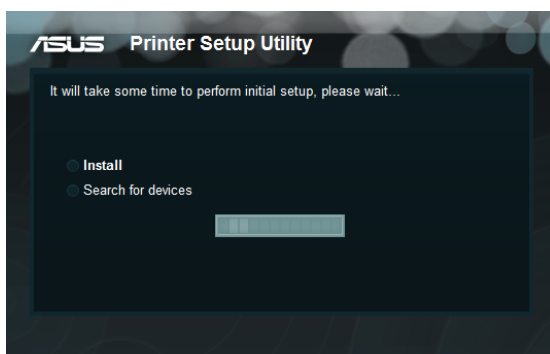 ASUS Printer Setup Utility
It will take some time to perform initial setup, please wait...
Install
Search for devices